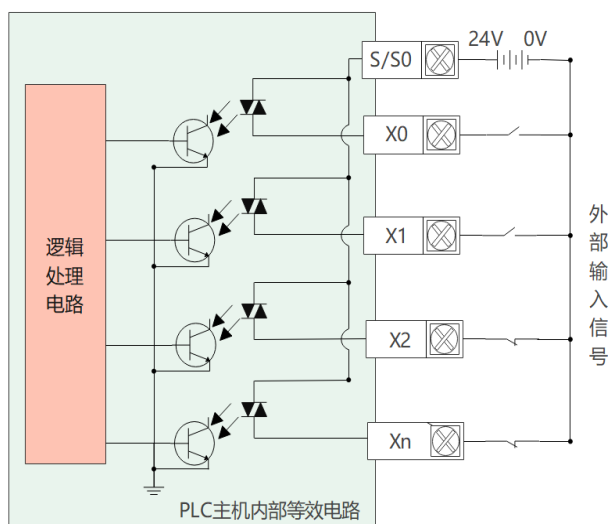 S/S0
24V 0V
X0
X1
X2
Xn
逻辑
处理
电路
外
部
输
入
信
号
PLC主机内部等效电路